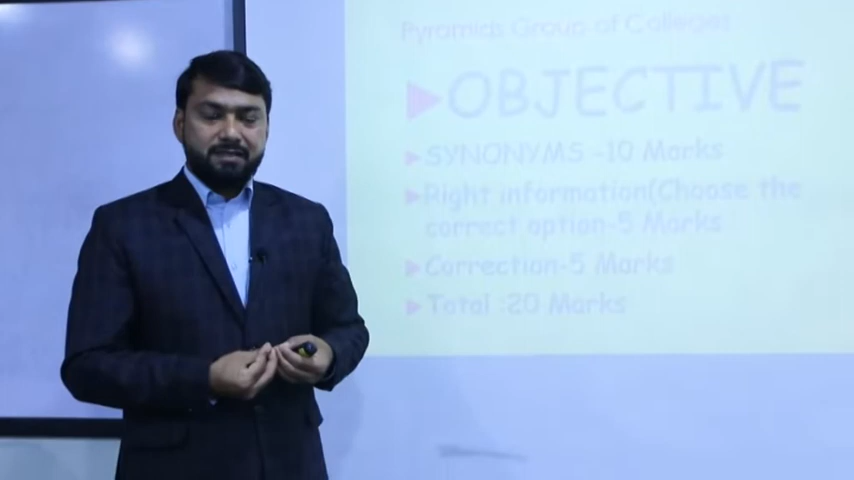 Pyramids Group of Colleges
OBJECTIVE
SYNONYMS -10 Marks
Right information(Choose the
correct option-5 Marks
Correction-5 Marks
Total :20 Marks